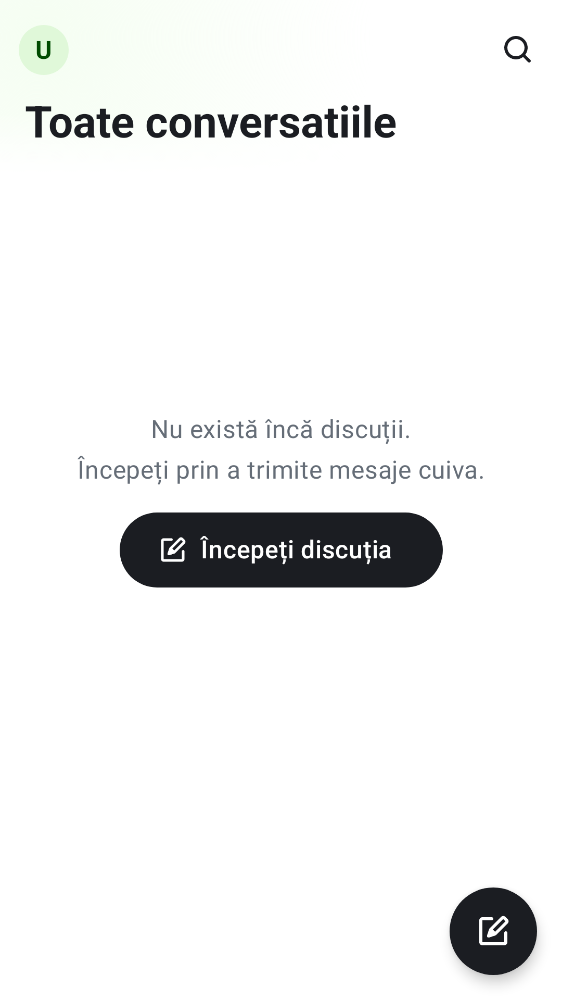 U
Toate conversatiile
Nu există încă discuții.
Începeți prin a trimite mesaje cuiva.
Începeți discuția